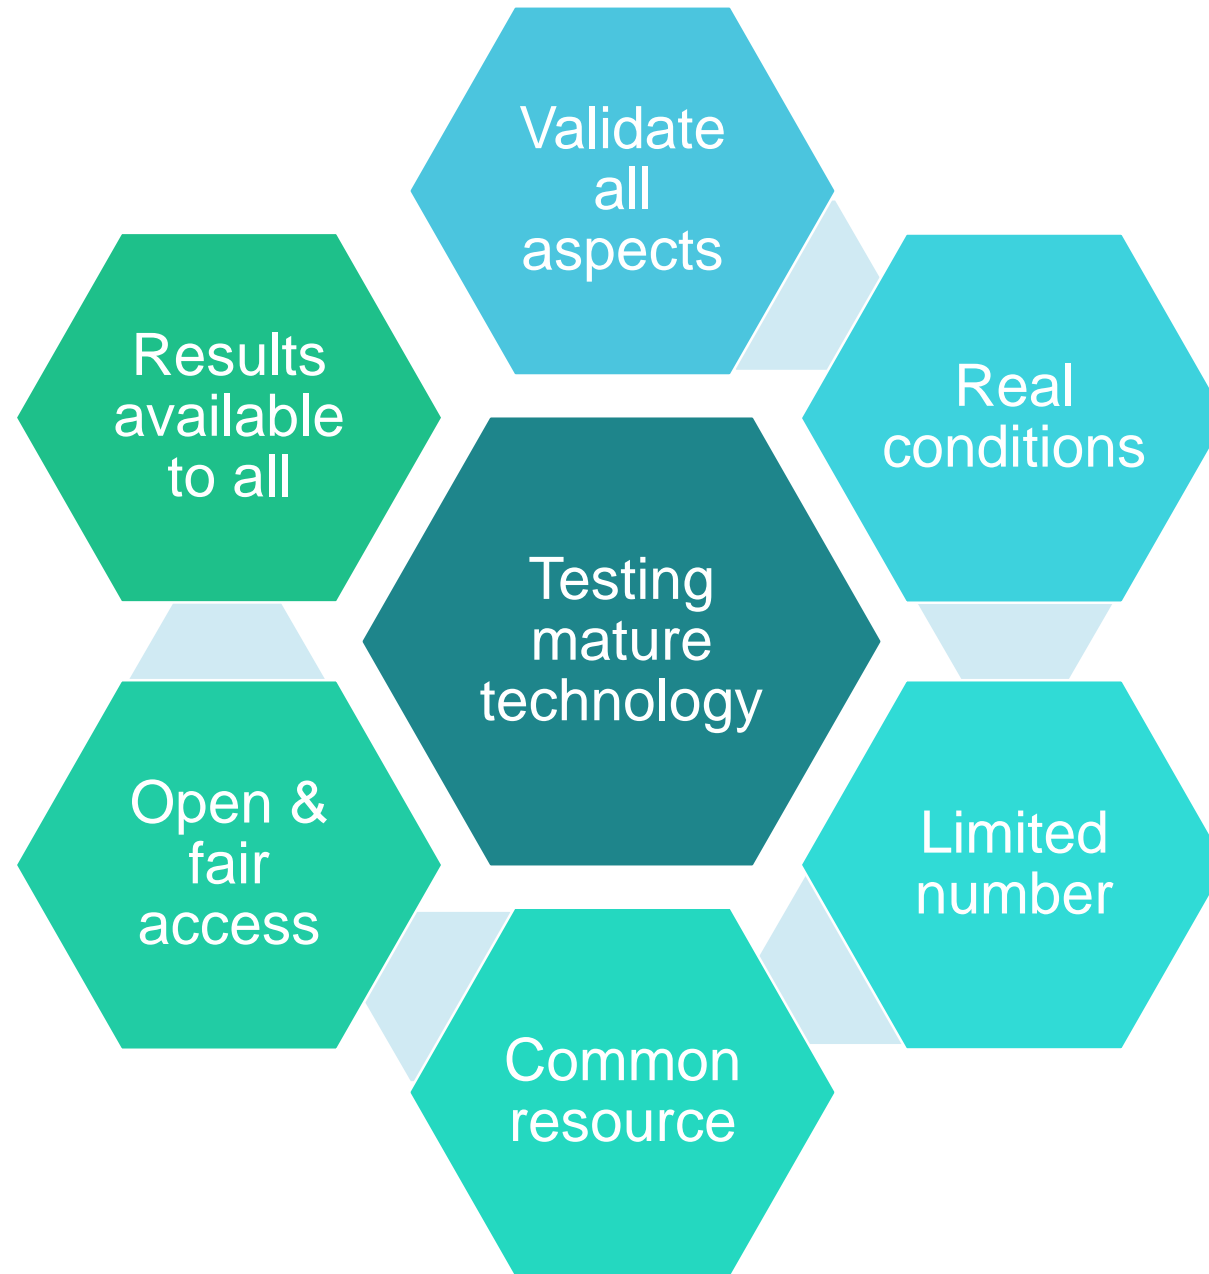 Validate
all
aspects
Real
conditions
Limited
number
Common
resource
Open &
fair
access
Results
available
to all
Testing
mature
technology